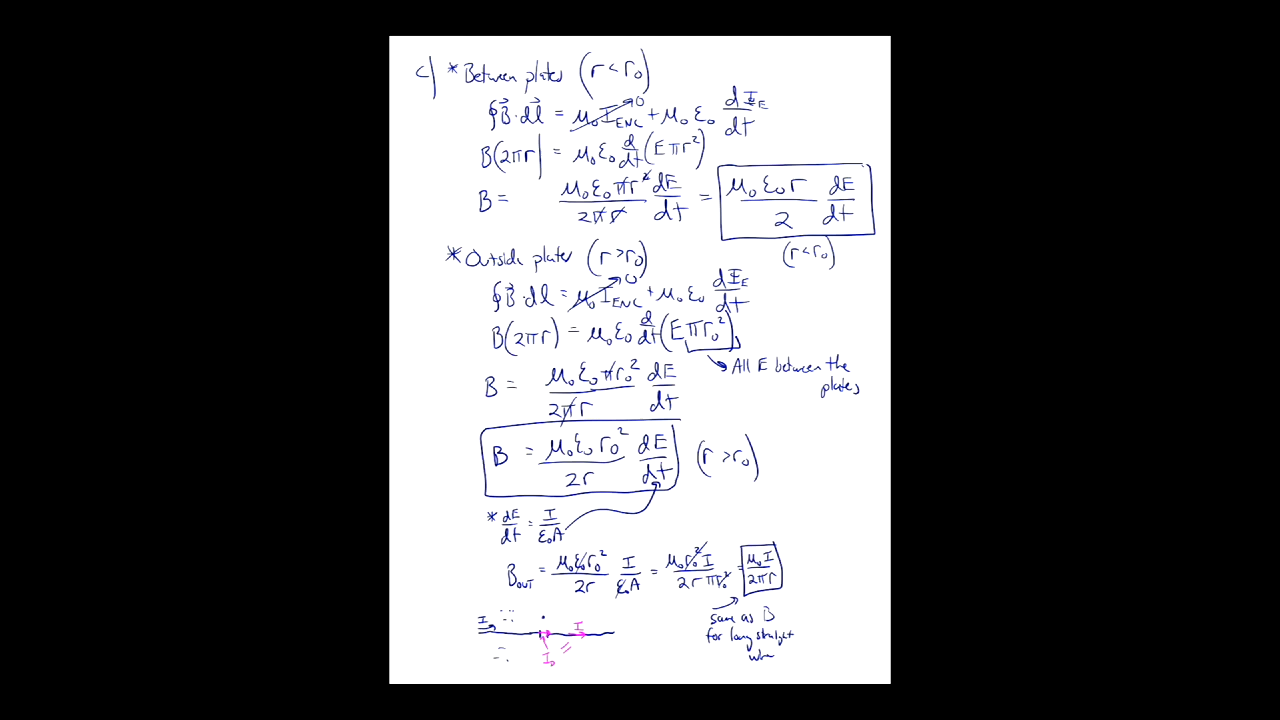 c) * Between plates (r < r₀)
∮B⃗·dl⃗ = μ₀I_ENC →0 + μ₀ε₀ dΦ_E/dt
B(2πr) = μ₀ε₀ d/dt (Eπr²)
B = μ₀ε₀πr²/2πr dE/dt = μ₀ε₀r/2 dE/dt
(r<r₀)
* Outside plates (r > r₀)
∮B⃗·dl = μ₀I_ENC →0 + μ₀ε₀ dΦ_E/dt
B(2πr) = μ₀ε₀ d/dt (Eπr₀²)
→ All E between the
plates
B = μ₀ε₀πr₀²/2πr dE/dt
B = μ₀ε₀r₀²/2r dE/dt (r > r₀)
* dE/dt = I/ε₀A
B_OUT = μ₀ε₀r₀²/2r I/ε₀A = μ₀r₀²I/2rπr₀² = μ₀I/2πr
same as B
for long straight
wire
I I
I_D =